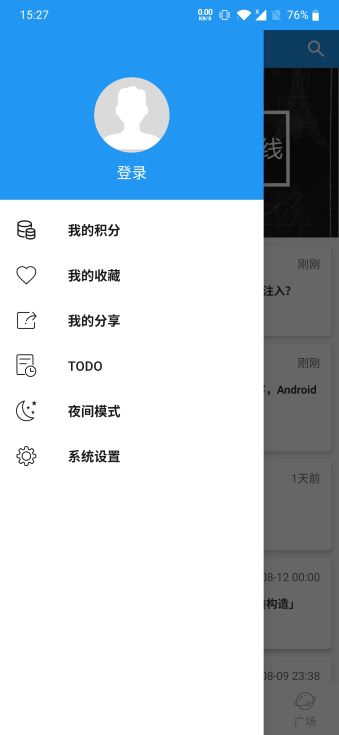 15:27
0.00
KB/S
x
76%
登录
我的积分
我的收藏
我的分享
TODO
夜间模式
系统设置
线
刚刚
注入?
刚刚
，Android
1天前
08-12 00:00
构造」
08-09 23:38
广场